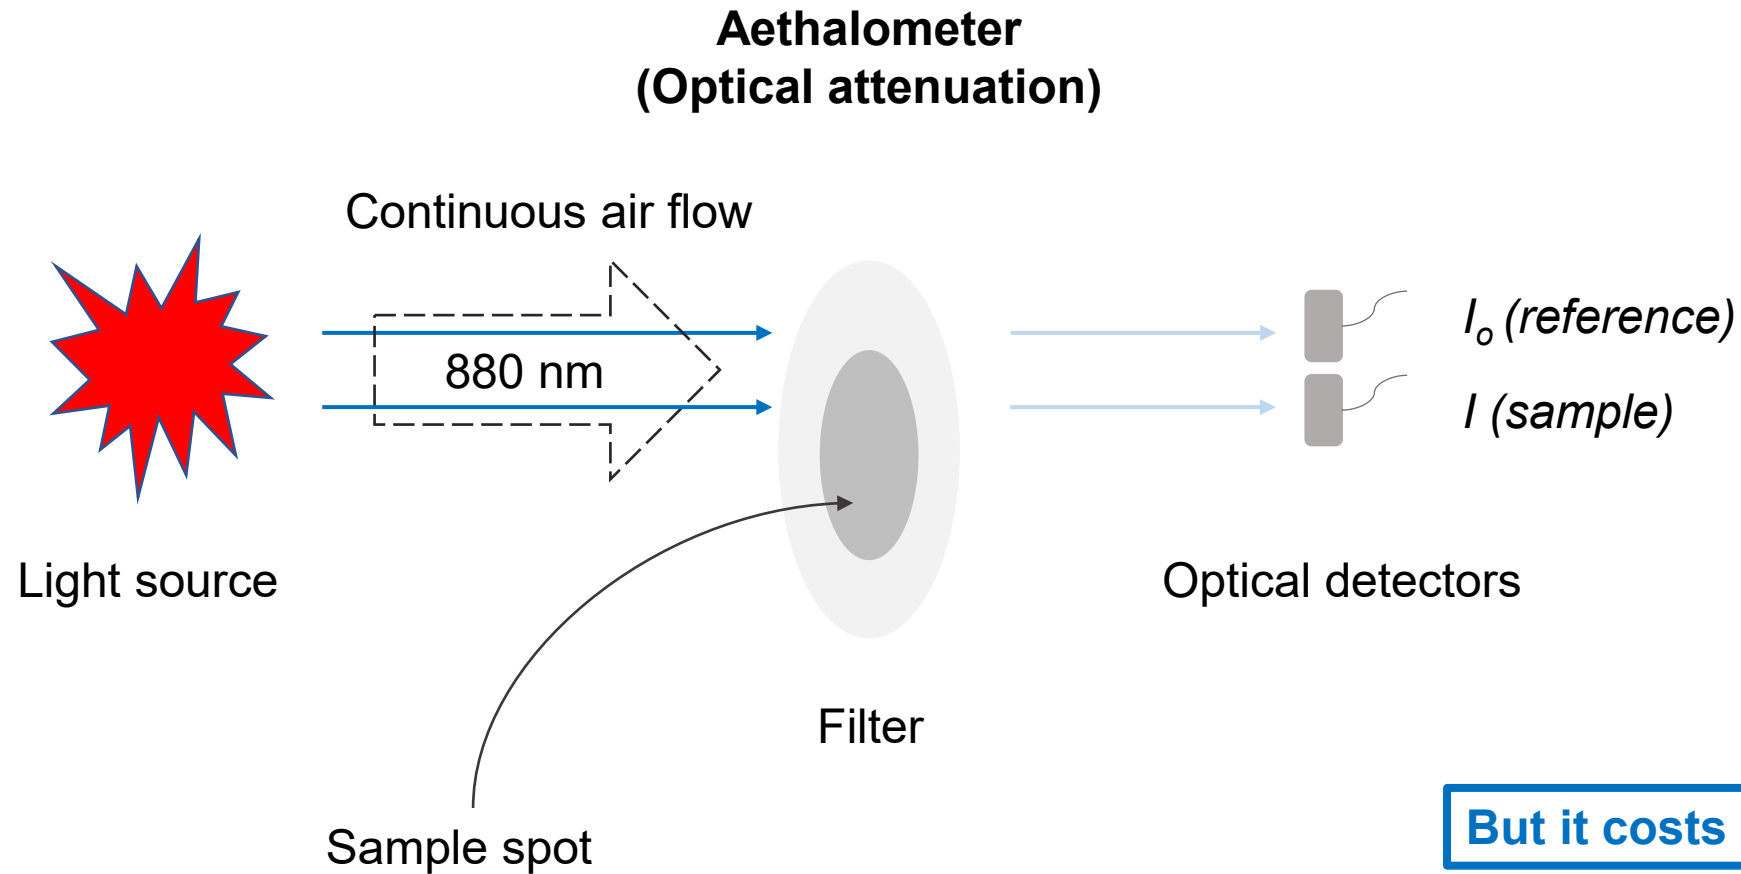 Aethalometer
(Optical attenuation)
Continuous air flow
880 nm
Io (reference)
I (sample)
Light source
Optical detectors
Filter
Sample spot
But it costs